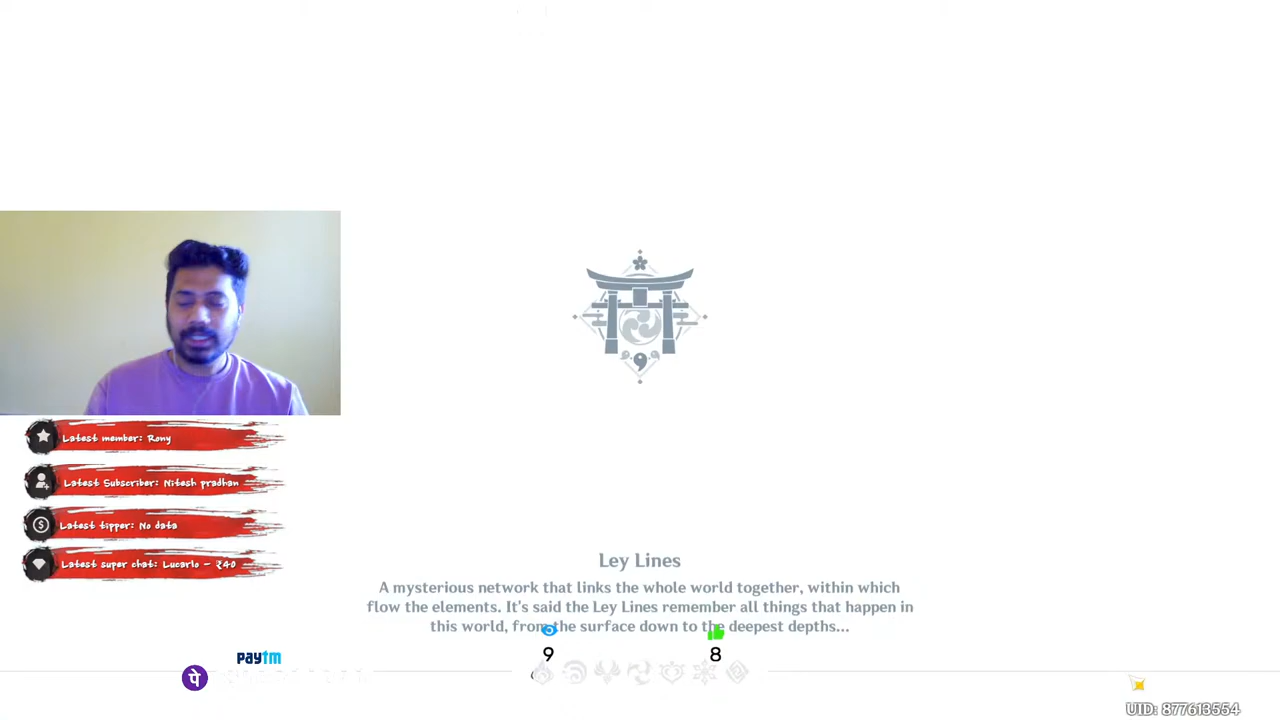 Latest member: Rony
Latest Subscriber: Nitesh pradhan
Latest tipper: No data
Latest super chat: Lucarlo - ₹40
Ley Lines
A mysterious network that links the whole world together, within which
flow the elements. It's said the Ley Lines remember all things that happen in
this world, from the surface down to the deepest depths...
9
8
paytm
पे
UID: 877613554